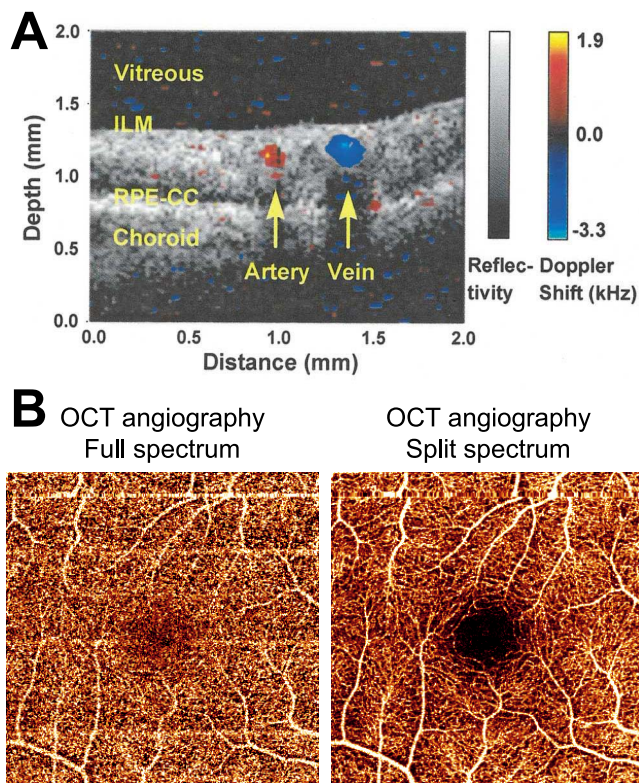 A
2.0
1.5
1.0
0.5
0.0
Depth (mm)
Vitreous
ILM
RPE-CC
Choroid
Artery
Vein
0.0
0.5
1.0
1.5
2.0
Distance (mm)
1.9
0.0
-3.3
Reflec-
tivity
Doppler
Shift (kHz)
B
OCT angiography
Full spectrum
OCT angiography
Split spectrum